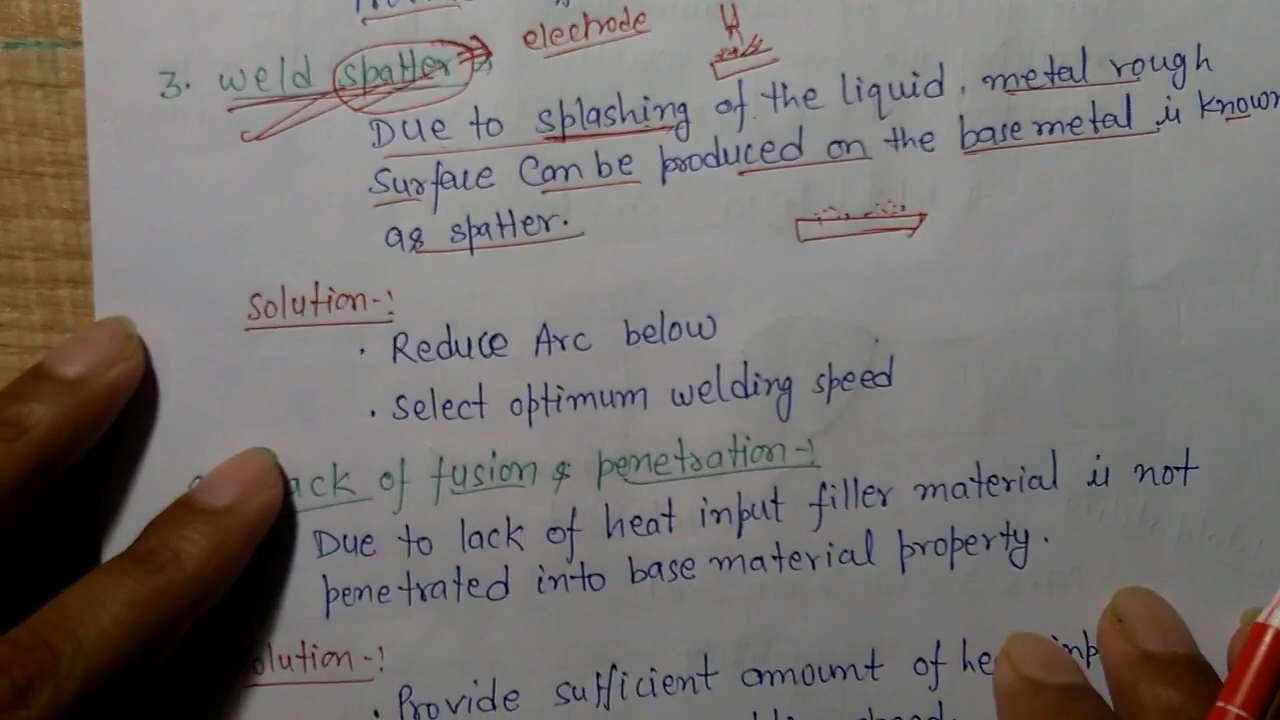 electrode
3. weld spatter
Due to splashing of the liquid. metal rough
Surface can be produced on the base metal is known
as spatter.
Solution-:
. Reduce Arc below
. Select optimum welding speed
ack of fusion & penetration-:
Due to lack of heat input filler material is not
penetrated into base material property.
olution-:
. Provide sufficient amount of he inp